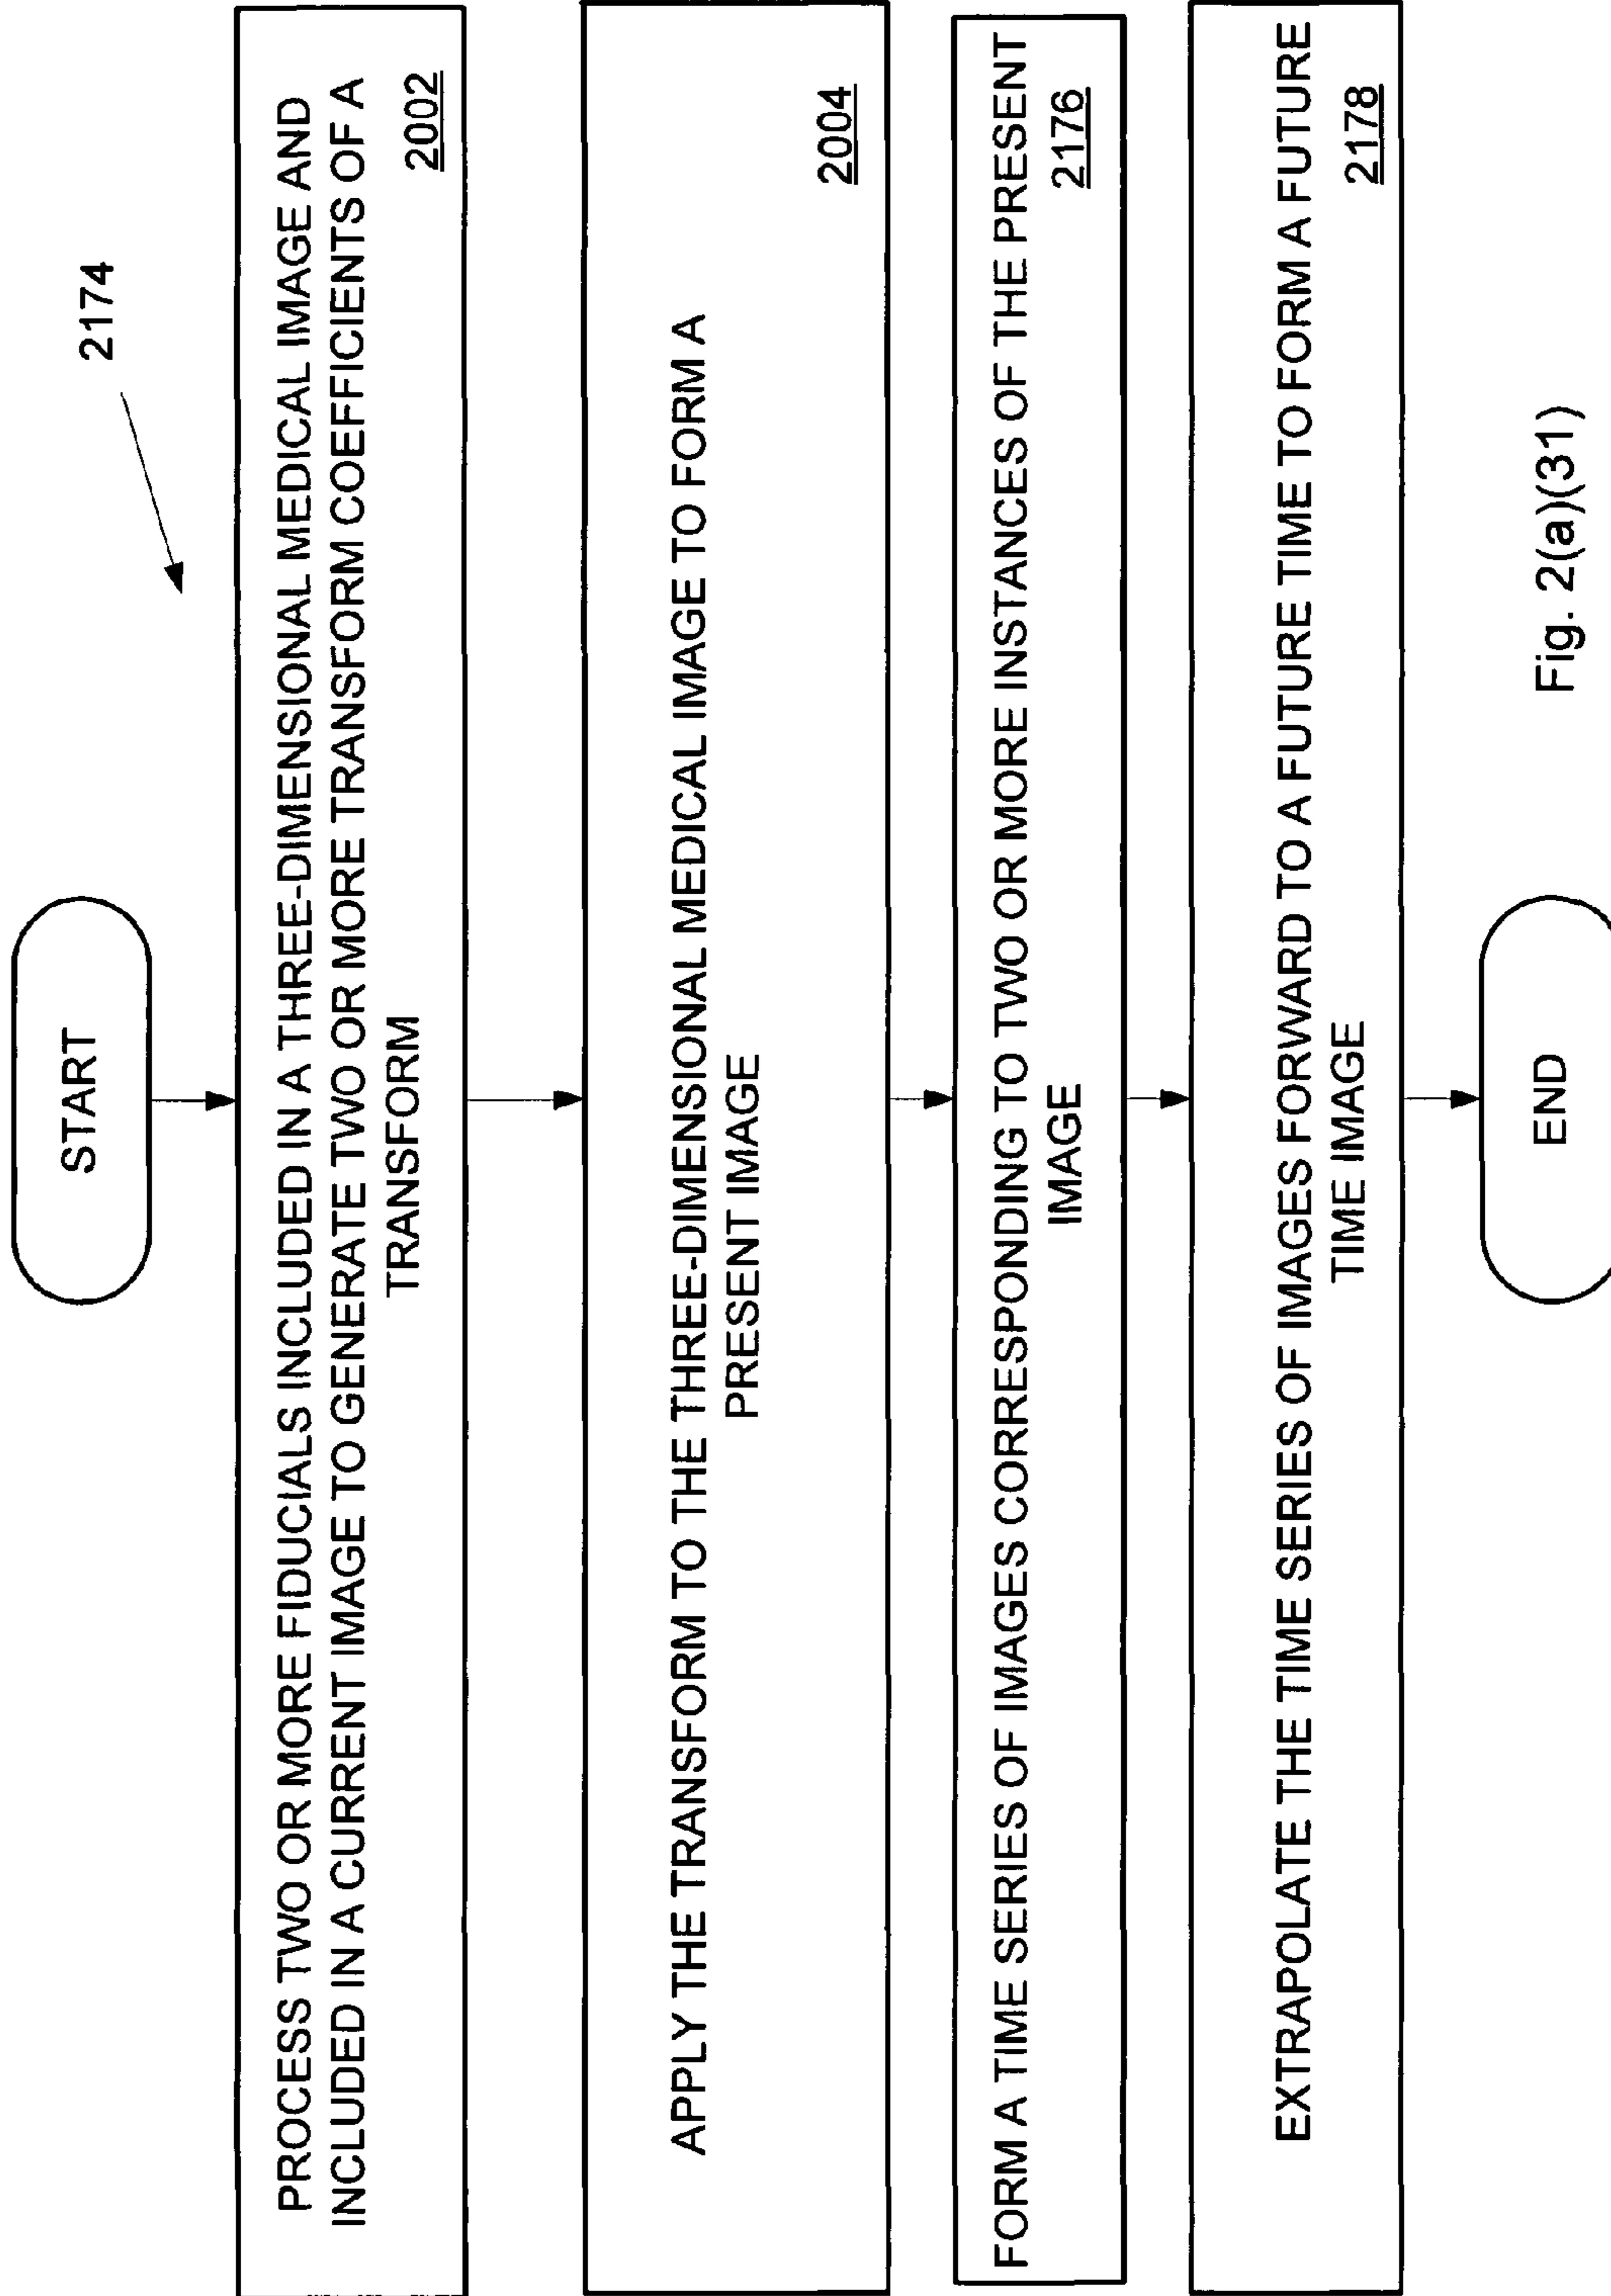 2174
START
PROCESS TWO OR MORE FIDUCIALS INCLUDED IN A THREE-DIMENSIONAL MEDICAL IMAGE AND
INCLUDED IN A CURRENT IMAGE TO GENERATE TWO OR MORE TRANSFORM COEFFICIENTS OF A
TRANSFORM
2002
APPLY THE TRANSFORM TO THE THREE-DIMENSIONAL MEDICAL IMAGE TO FORM A
PRESENT IMAGE
2004
FORM A TIME SERIES OF IMAGES CORRESPONDING TO TWO OR MORE INSTANCES OF THE PRESENT
IMAGE
2176
EXTRAPOLATE THE TIME SERIES OF IMAGES FORWARD TO A FUTURE TIME TO FORM A FUTURE
TIME IMAGE
2178
END
Fig. 2(a)(31)